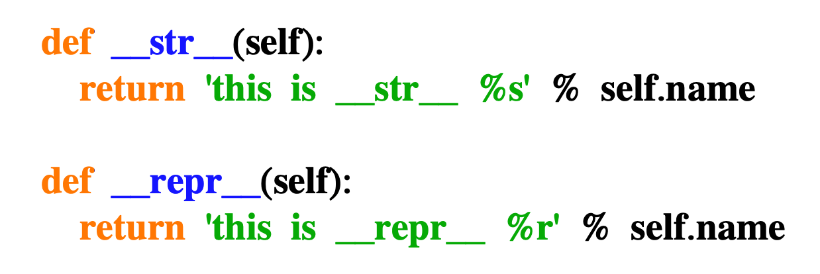 def __str__(self):
return 'this is __str__ %s' % self.name
def __repr__(self):
return 'this is __repr__ %r' % self.name